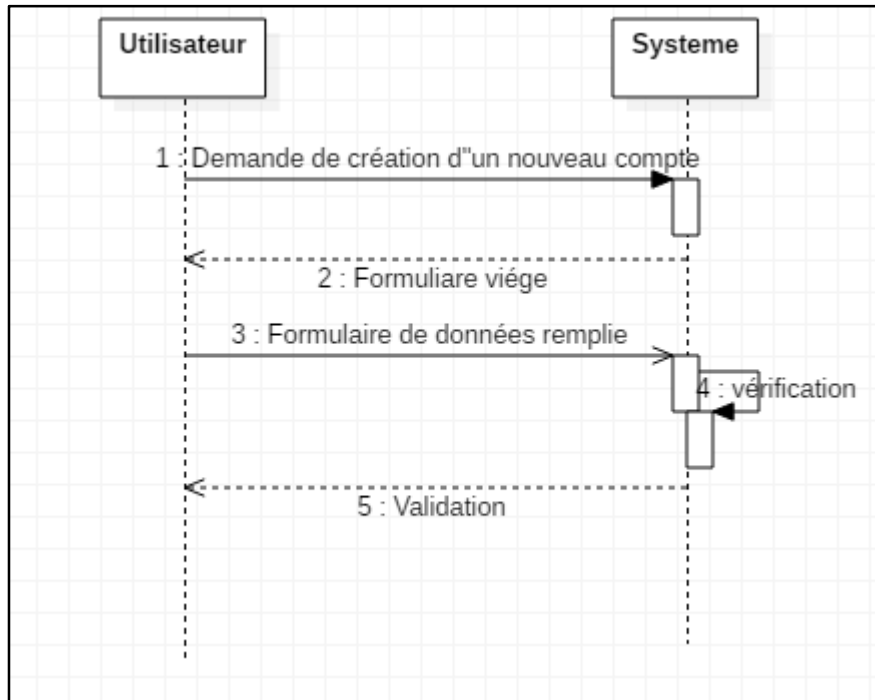 Utilisateur
Systeme
1 : Demande de création d"un nouveau compte
2 : Formuliare viége
3 : Formulaire de données remplie
4 : vérification
5 : Validation